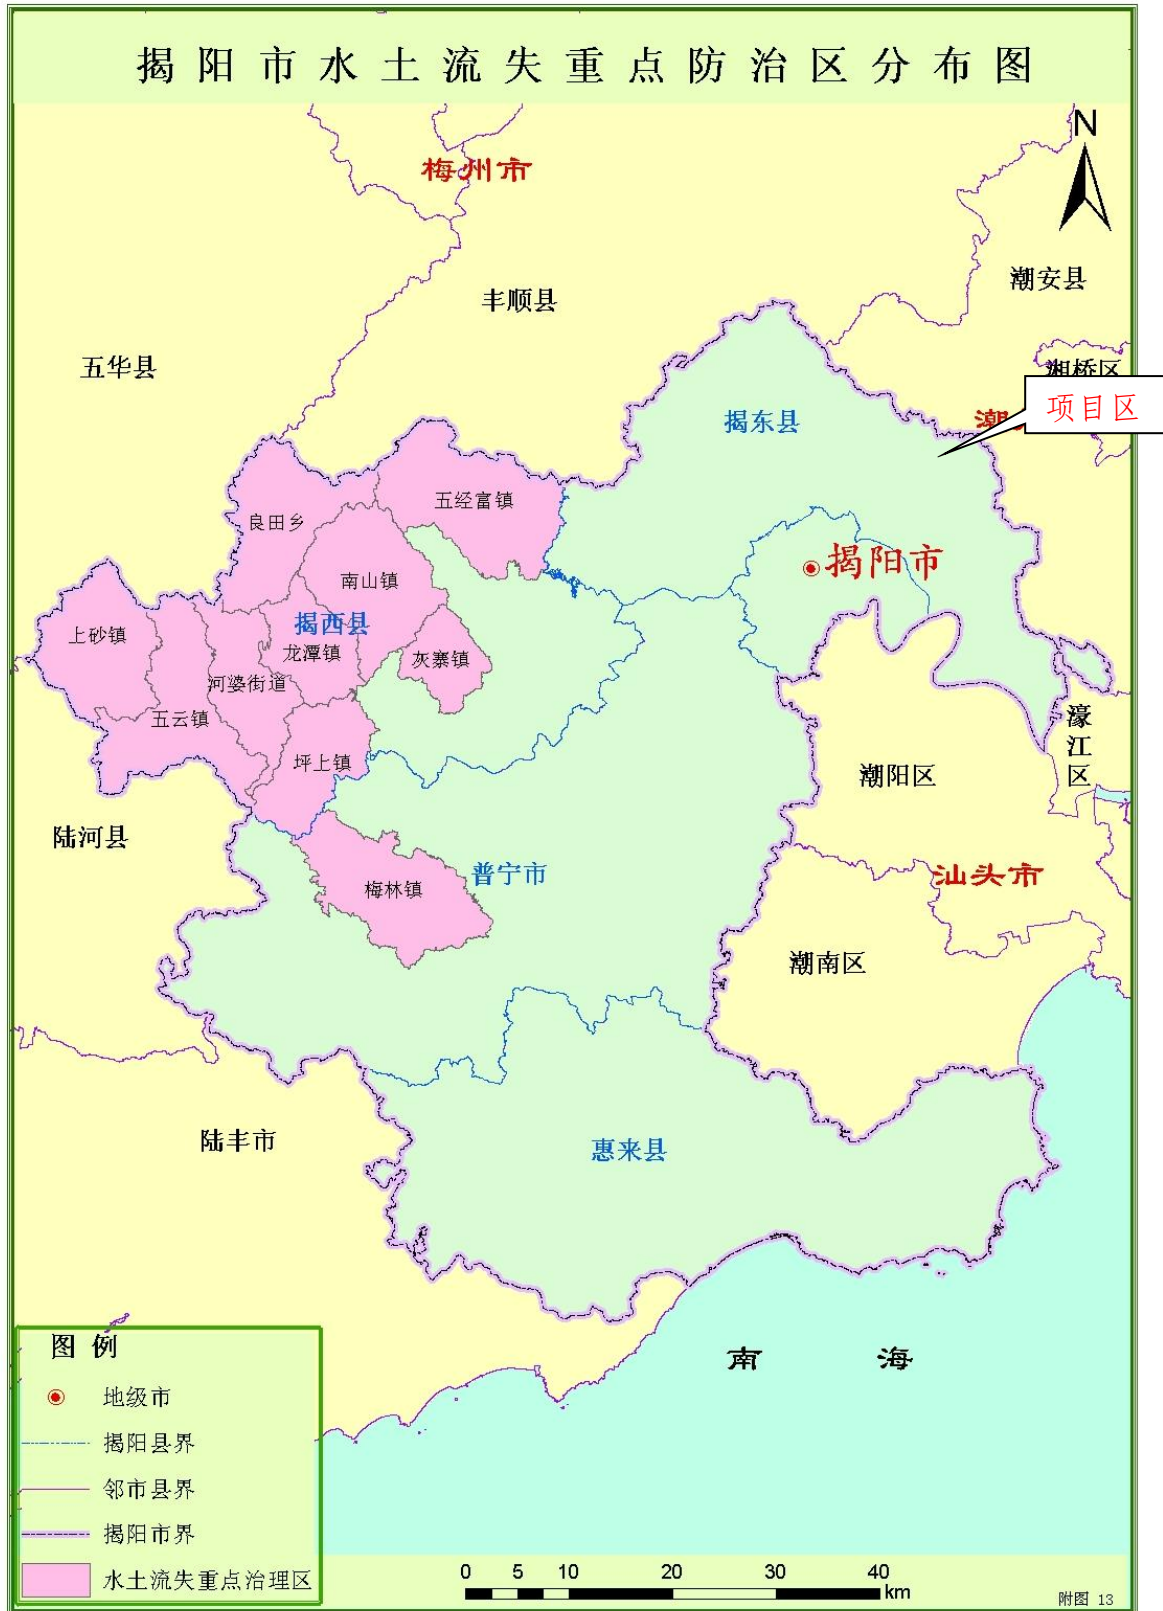 揭阳市水土流失重点防治区分布图
N
梅州市
潮安县
丰顺县
五华县
湘桥区
项目区
潮
揭东县
五经富镇
良田乡
揭阳市
南山镇
揭西县
上砂镇
龙潭镇
灰寨镇
河婆街道
五云镇
濠江区
坪上镇
潮阳区
陆河县
普宁市
汕头市
梅林镇
潮南区
陆丰市
惠来县
南海
图例
地级市
揭阳县界
邻市县界
揭阳市界
水土流失重点治理区
0 5 10 20 30 40
km
附图 13